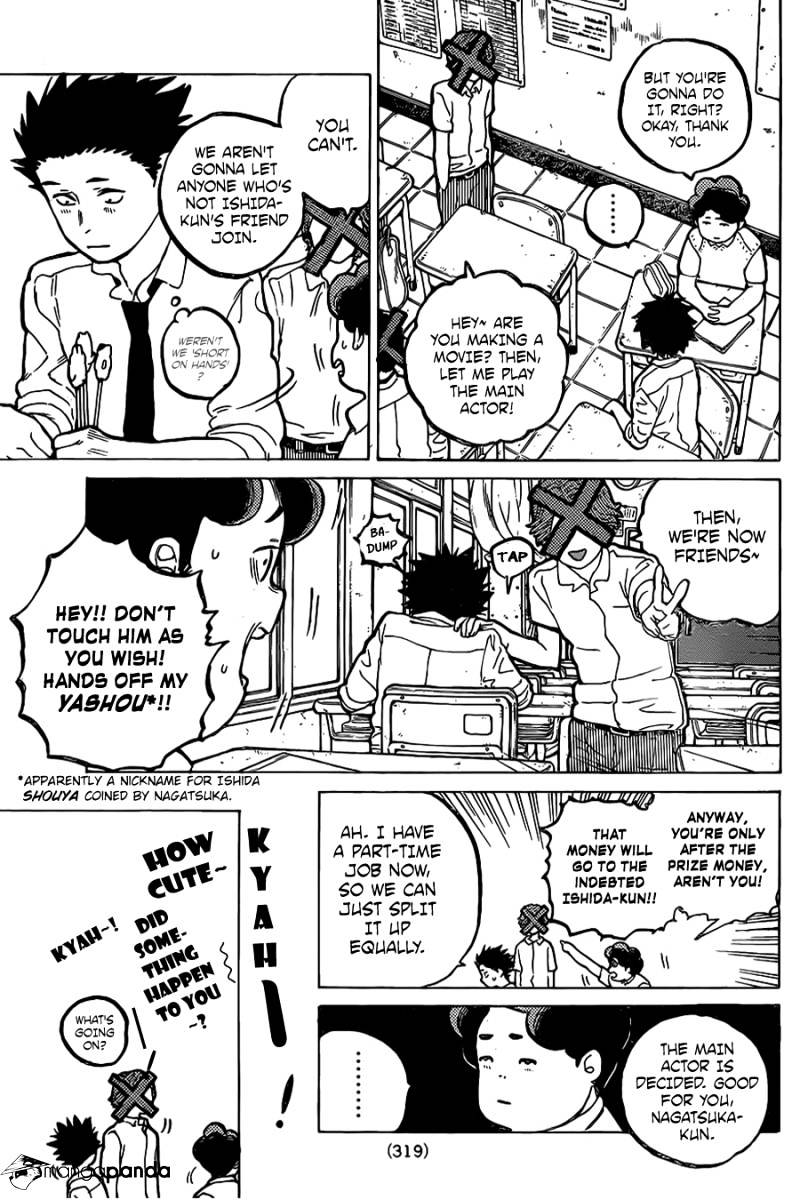 BUT YOU'RE
GONNA DO
IT, RIGHT?
OKAY, THANK
YOU.
HEY~ ARE
YOU MAKING A
MOVIE? THEN,
LET ME PLAY
THE MAIN
ACTOR!
YOU
CAN'T.
WE AREN'T
GONNA LET
ANYONE WHO'S
NOT ISHIDA-
KUN'S FRIEND
JOIN.
WEREN'T
WE 'SHORT
ON HANDS'
?
THEN,
WE'RE NOW
FRIENDS~
TAP
BA-
DUMP
HEY!! DON'T
TOUCH HIM AS
YOU WISH!
HANDS OFF MY
YASHOU*!!
*APPARENTLY A NICKNAME FOR ISHIDA
SHOUYA COINED BY NAGATSUKA.
ANYWAY,
YOU'RE ONLY
AFTER THE
PRIZE MONEY,
AREN'T YOU!
THAT
MONEY WILL
GO TO THE
INDEBTED
ISHIDA-KUN!!
AH. I HAVE
A PART-TIME
JOB NOW,
SO WE CAN
JUST SPLIT
IT UP
EQUALLY.
THE MAIN
ACTOR IS
DECIDED. GOOD
FOR YOU,
NAGATSUKA-
KUN.
KYAH~!
HOW
CUTE~
DID
SOME-
THING
HAPPEN
TO YOU
~?
KYAH~!
WHAT'S
GOING
ON?
(319)
mangapanda